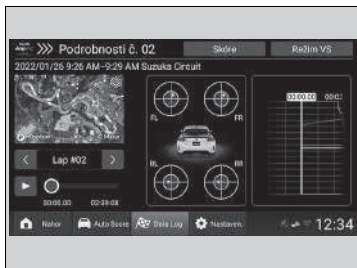 Podrobnosti č. 02
Skóre
Režim VS
2022/01/26 9:26 AM–9:29 AM Suzuka Circuit
FL
FR
RL
RR
00:00.00
Lap #02
00:00.00
02:39.08
Nahor
Auto Score
Data Log
Nastaven.
12:34